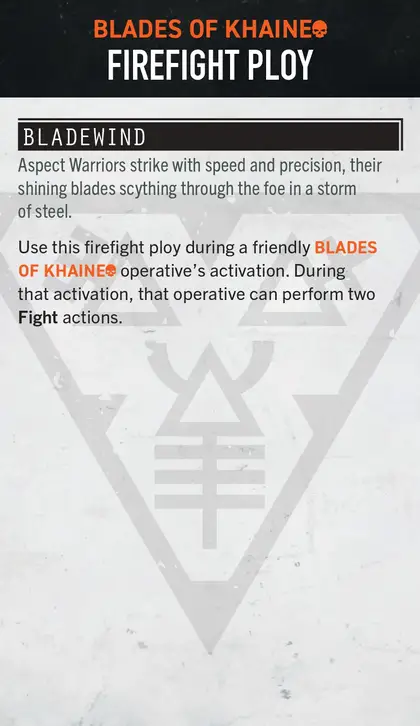 BLADES OF KHAINE
FIREFIGHT PLOY
BLADEWIND
Aspect Warriors strike with speed and precision, their
shining blades scything through the foe in a storm
of steel.
Use this firefight ploy during a friendly BLADES
OF KHAINE operative’s activation. During
that activation, that operative can perform two
Fight actions.